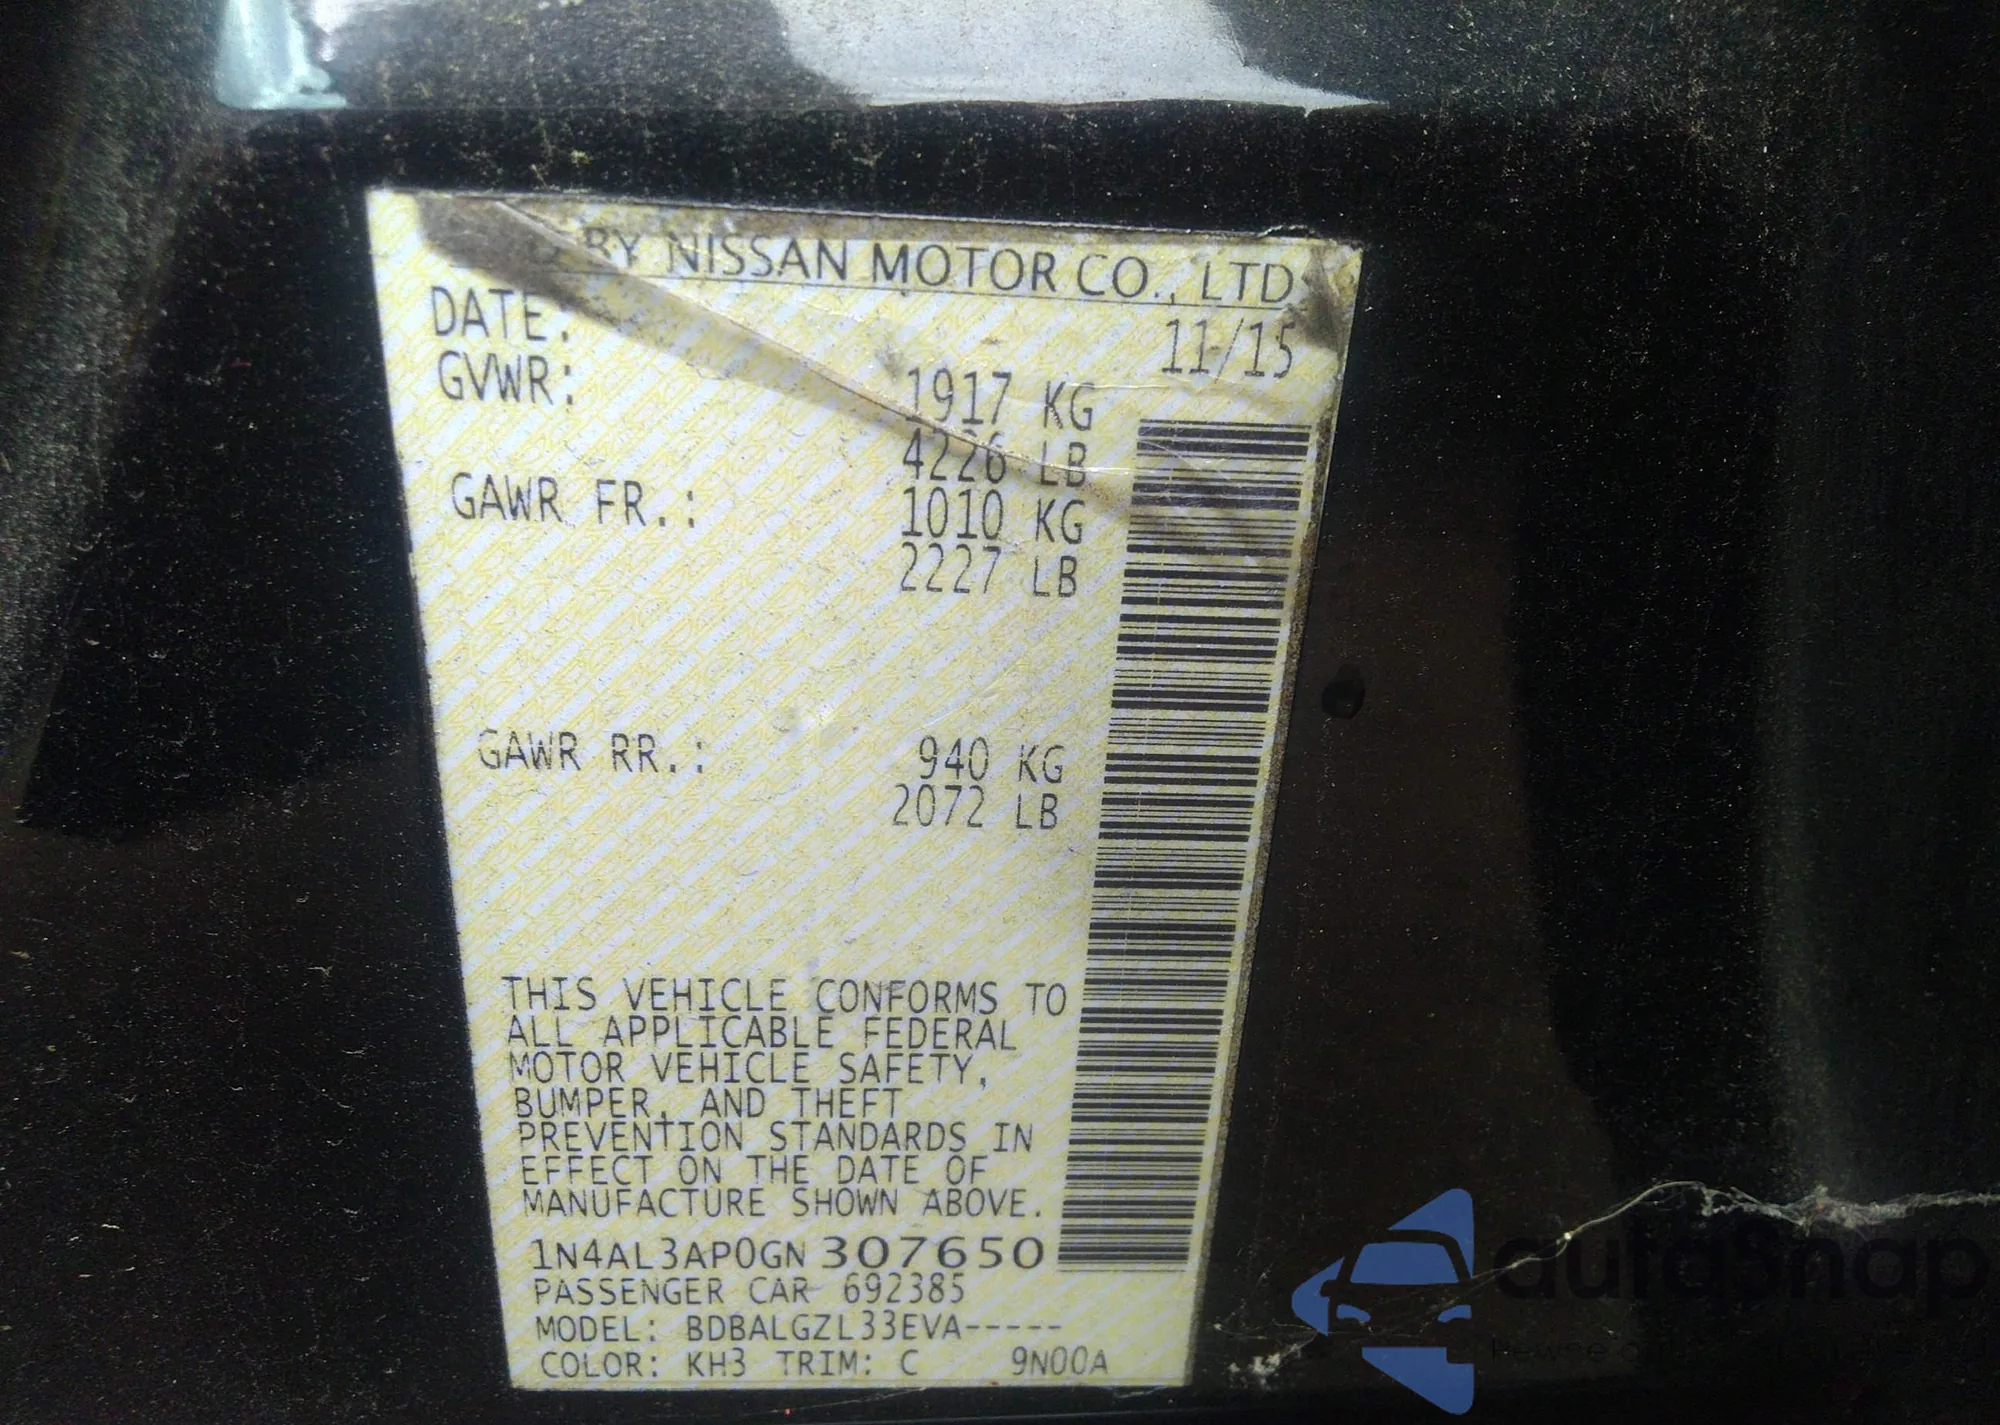 BY NISSAN MOTOR CO., LTD
DATE: 11/15
GVWR: 1917 KG
4226 LB
GAWR FR.: 1010 KG
2227 LB
GAWR RR.: 940 KG
2072 LB
THIS VEHICLE CONFORMS TO
ALL APPLICABLE FEDERAL
MOTOR VEHICLE SAFETY,
BUMPER, AND THEFT
PREVENTION STANDARDS IN
EFFECT ON THE DATE OF
MANUFACTURE SHOWN ABOVE.
1N4AL3AP0GN 307650
PASSENGER CAR 692385
MODEL: BDBALGZL33EVA-----
COLOR: KH3 TRIM: C 9N00A
autoSnap